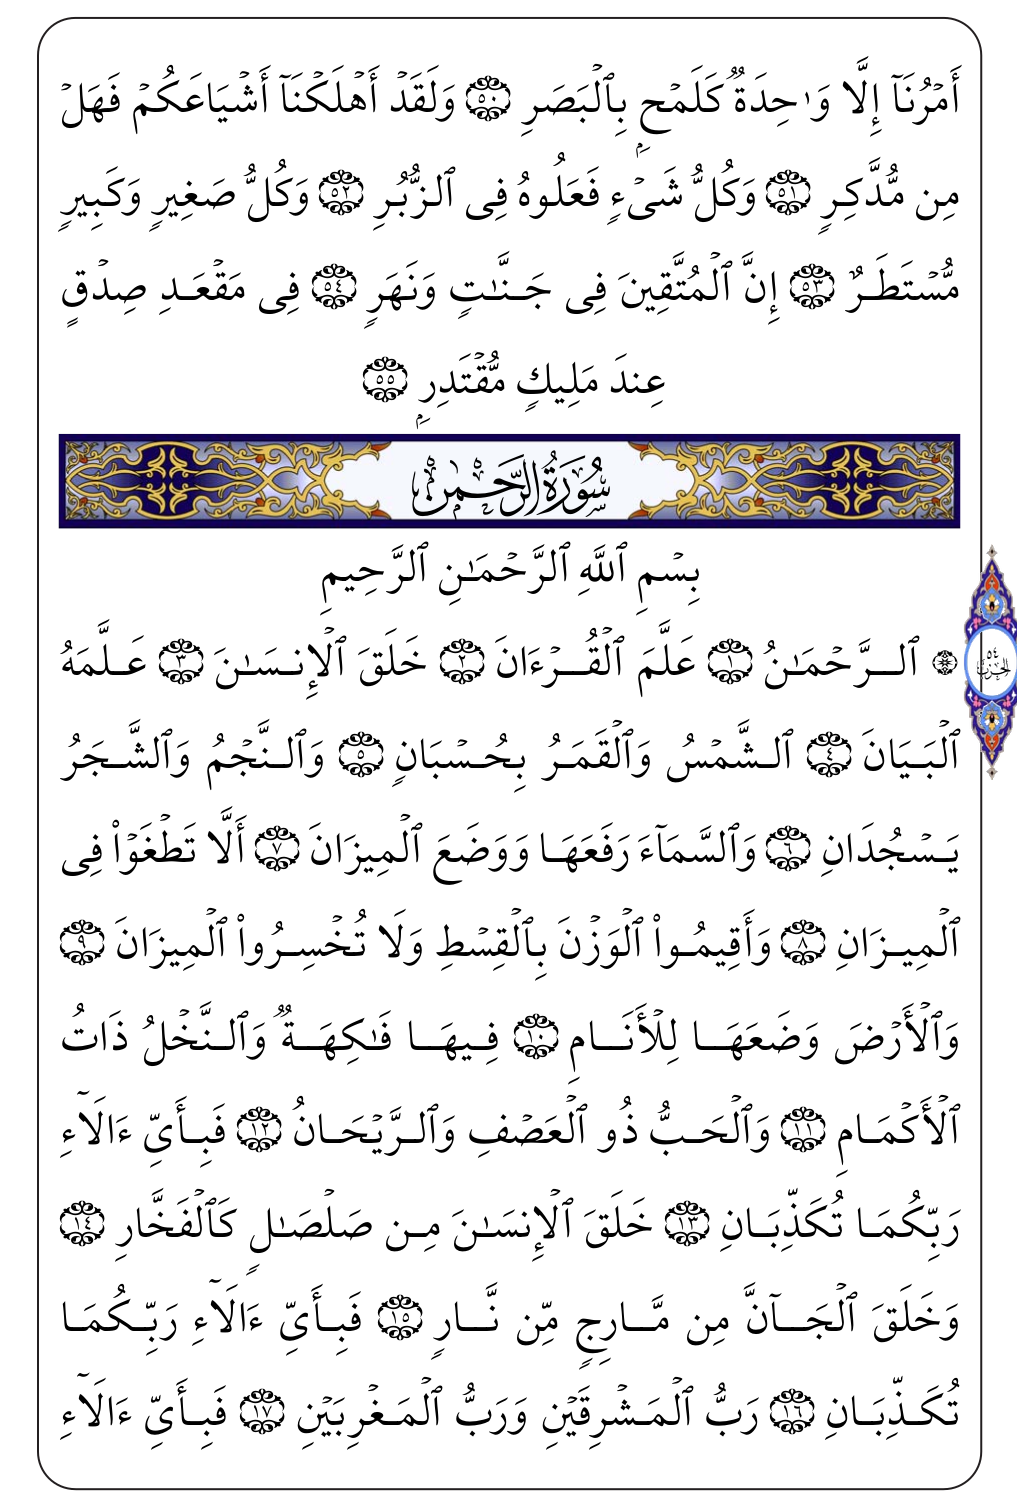 أَمۡرُنَآ إِلَّا وَٰحِدَةٞ كَلَمۡحِۭ بِٱلۡبَصَرِ ٥٠ وَلَقَدۡ أَهۡلَكۡنَآ أَشۡيَاعَكُمۡ فَهَلۡ
مِن مُّدَّكِرٖ ٥١ وَكُلُّ شَيۡءٖ فَعَلُوهُ فِي ٱلزُّبُرِ ٥٢ وَكُلُّ صَغِيرٖ وَكَبِيرٖ
مُّسۡتَطَرٌ ٥٣ إِنَّ ٱلۡمُتَّقِينَ فِي جَنَّٰتٖ وَنَهَرٖ ٥٤ فِي مَقۡعَدِ صِدۡقٍ
عِندَ مَلِيكٖ مُّقۡتَدِرِۭ ٥٥
سُورَةُ الرَّحۡمَٰن
بِسۡمِ ٱللَّهِ ٱلرَّحۡمَٰنِ ٱلرَّحِيمِ
۞ ٱلرَّحۡمَٰنُ ١ عَلَّمَ ٱلۡقُرۡءَانَ ٢ خَلَقَ ٱلۡإِنسَٰنَ ٣ عَلَّمَهُ
الحزب ٥٤
ٱلۡبَيَانَ ٤ ٱلشَّمۡسُ وَٱلۡقَمَرُ بِحُسۡبَانٖ ٥ وَٱلنَّجۡمُ وَٱلشَّجَرُ
يَسۡجُدَانِ ٦ وَٱلسَّمَآءَ رَفَعَهَا وَوَضَعَ ٱلۡمِيزَانَ ٧ أَلَّا تَطۡغَوۡاْ فِي
ٱلۡمِيزَانِ ٨ وَأَقِيمُواْ ٱلۡوَزۡنَ بِٱلۡقِسۡطِ وَلَا تُخۡسِرُواْ ٱلۡمِيزَانَ ٩
وَٱلۡأَرۡضَ وَضَعَهَا لِلۡأَنَامِ ١٠ فِيهَا فَٰكِهَةٞ وَٱلنَّخۡلُ ذَاتُ
ٱلۡأَكۡمَامِ ١١ وَٱلۡحَبُّ ذُو ٱلۡعَصۡفِ وَٱلرَّيۡحَانُ ١٢ فَبِأَيِّ ءَالَآءِ
رَبِّكُمَا تُكَذِّبَانِ ١٣ خَلَقَ ٱلۡإِنسَٰنَ مِن صَلۡصَٰلٖ كَٱلۡفَخَّارِ ١٤
وَخَلَقَ ٱلۡجَآنَّ مِن مَّارِجٖ مِّن نَّارٖ ١٥ فَبِأَيِّ ءَالَآءِ رَبِّكُمَا
تُكَذِّبَانِ ١٦ رَبُّ ٱلۡمَشۡرِقَيۡنِ وَرَبُّ ٱلۡمَغۡرِبَيۡنِ ١٧ فَبِأَيِّ ءَالَآءِ